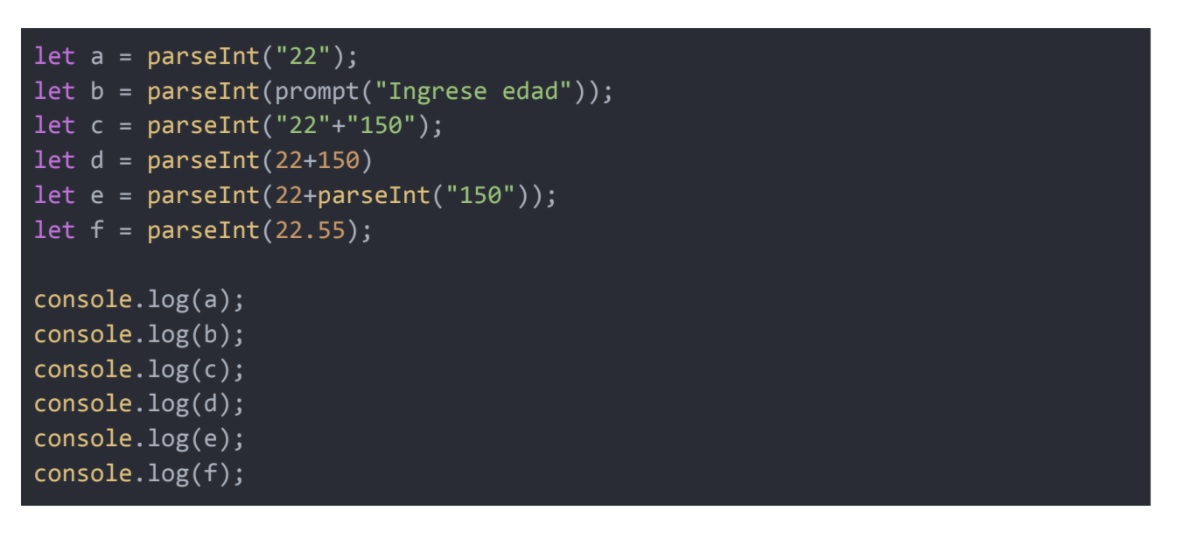 let a = parseInt("22");
let b = parseInt(prompt("Ingrese edad"));
let c = parseInt("22"+"150");
let d = parseInt(22+150)
let e = parseInt(22+parseInt("150"));
let f = parseInt(22.55);
console.log(a);
console.log(b);
console.log(c);
console.log(d);
console.log(e);
console.log(f);